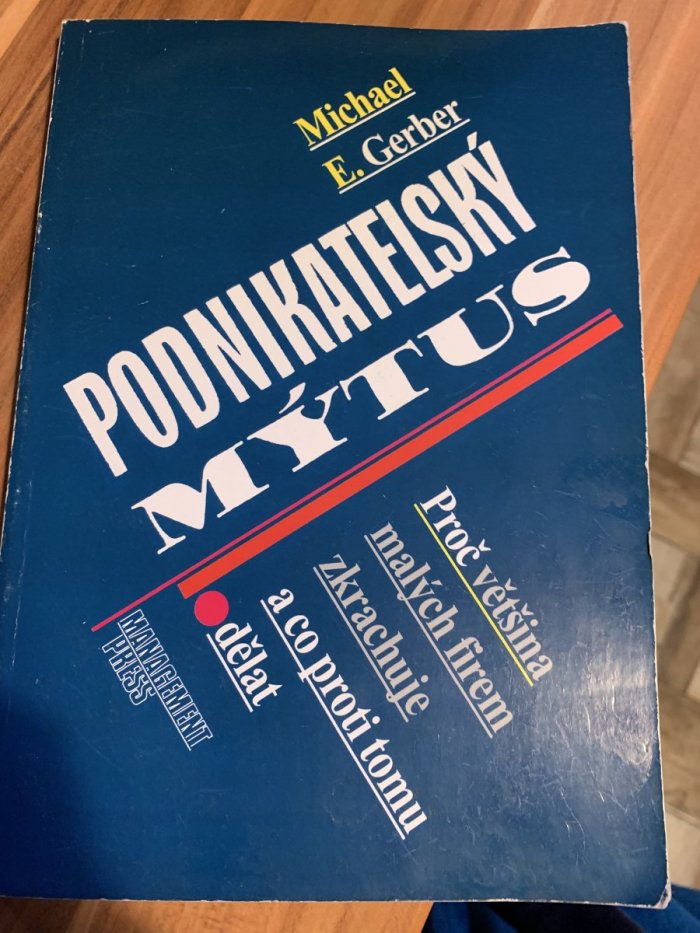 Michael
E. Gerber
PODNIKATELSKÝ
MÝTUS
Proč většina
malých firem
zkrachuje
a co proti tomu
dělat
MANAGEMENT
PRESS